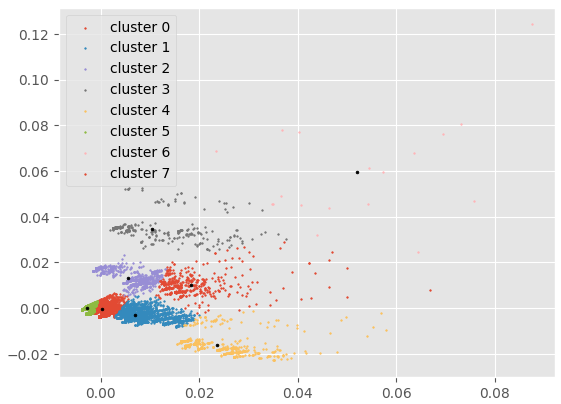 0.12
0.10
0.08
0.06
0.04
0.02
0.00
−0.02
cluster 0
cluster 1
cluster 2
cluster 3
cluster 4
cluster 5
cluster 6
cluster 7
0.00 0.02 0.04 0.06 0.08